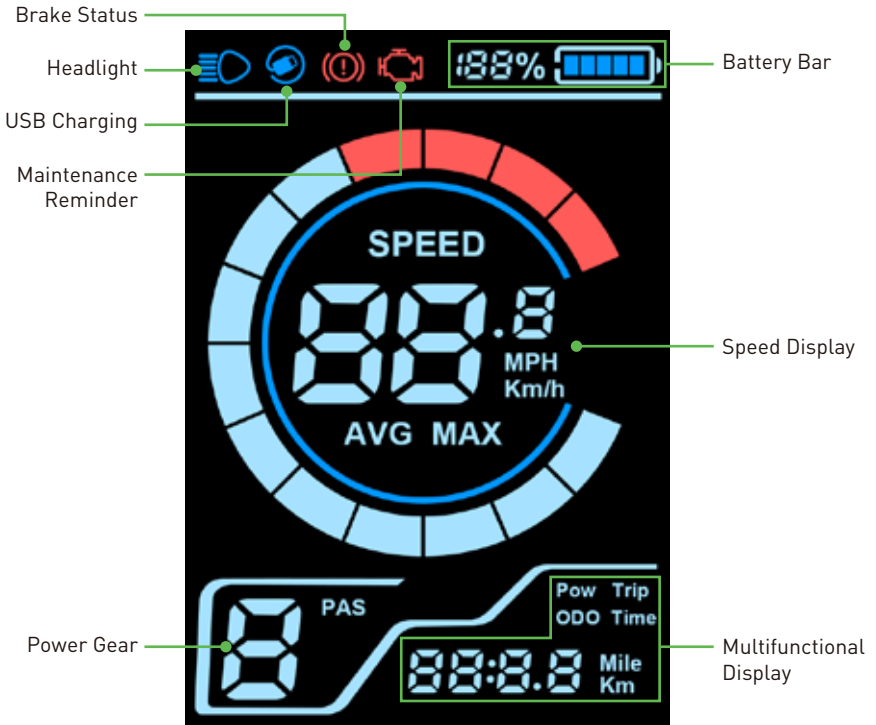 Brake Status
Headlight
USB Charging
Maintenance
Reminder
188%
Battery Bar
SPEED
88.8
MPH
Km/h
AVG MAX
Speed Display
Power Gear
8
PAS
Pow Trip
ODO Time
88:8.8
Mile
Km
Multifunctional
Display